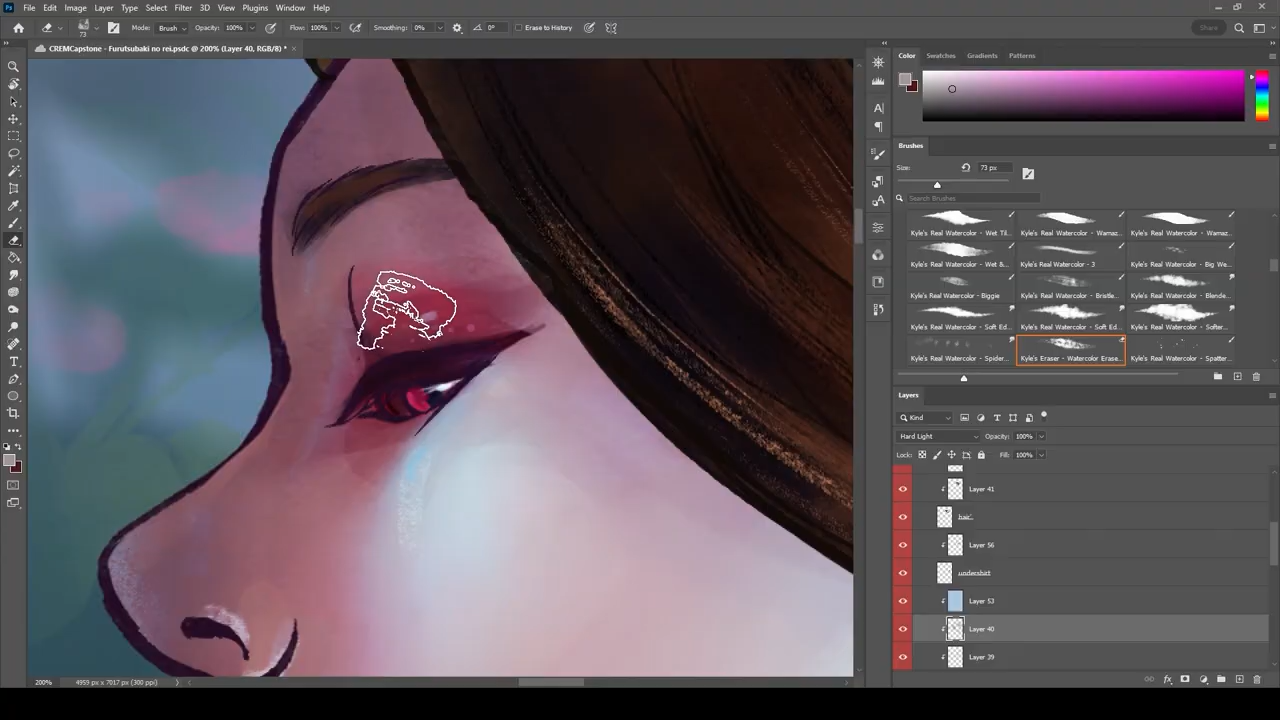 Ps File Edit Image Layer Type Select Filter 3D View Plugins Window Help
73 Mode: Brush Opacity: 100% Flow: 100% Smoothing: 0% 0° Erase to History Share
CREMCapstone - Furutsubaki no rei.psdc @ 200% (Layer 40, RGB/8) * ×
Color Swatches Gradients Patterns
Brushes
Size: 73 px
Search Brushes
Kyle's Real Watercolor - Wet Til... Kyle's Real Watercolor - Wamaz... Kyle's Real Watercolor - Wamaz...
Kyle's Real Watercolor - Wet &... Kyle's Real Watercolor - 3 Kyle's Real Watercolor - Big We...
Kyle's Real Watercolor - Biggie Kyle's Real Watercolor - Bristle... Kyle's Real Watercolor - Blende...
Kyle's Real Watercolor - Soft Ed... Kyle's Real Watercolor - Soft Ed... Kyle's Real Watercolor - Softer...
Kyle's Real Watercolor - Spider... Kyle's Eraser - Watercolor Erase... Kyle's Real Watercolor - Spatter...
Layers
Kind
Hard Light Opacity: 100%
Lock: Fill: 100%
Layer 41
hair'
Layer 56
undershirt
Layer 53
Layer 40
Layer 39
200% 4959 px x 7017 px (300 ppi)